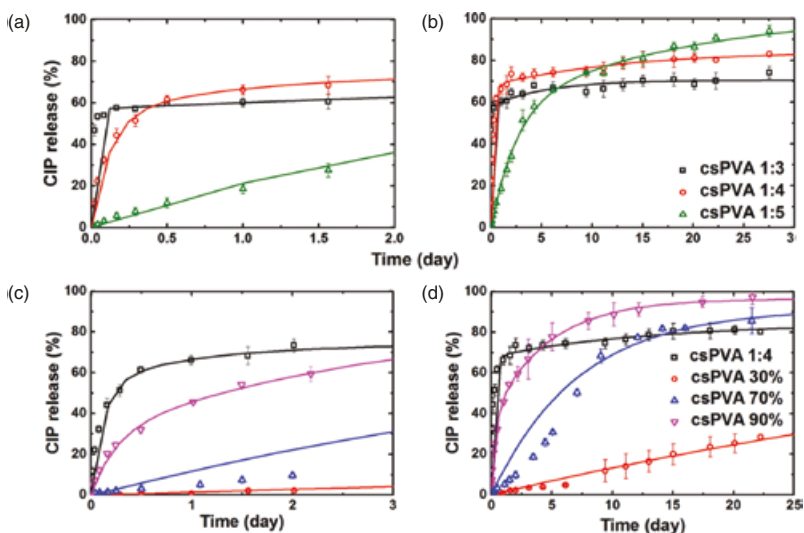 (a)
100
80
60
40
20
0
CIP release (%)
0.0 0.5 1.0 1.5 2.0
Time (day)
(b)
100
80
60
40
20
0
csPVA 1:3
csPVA 1:4
csPVA 1:5
0 5 10 15 20 25 30
Time (day)
(c)
100
80
60
40
20
0
CIP release (%)
0 1 2 3
Time (day)
(d)
100
80
60
40
20
0
CIP release (%)
csPVA 1:4
csPVA 30%
csPVA 70%
csPVA 90%
0 5 10 15 20 25
Time (day)